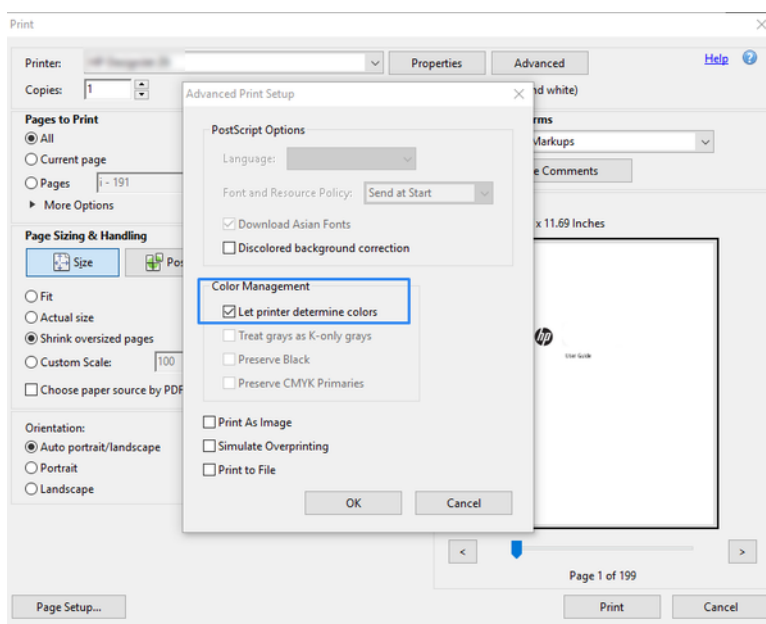 Print
Printer:
Properties
Advanced
Help
?
Copies:
1
nd white)
Advanced Print Setup
Pages to Print
All
Current page
Pages
i - 191
More Options
rms
Markups
e Comments
PostScript Options
Language:
Font and Resource Policy:
Send at Start
Download Asian Fonts
Discolored background correction
Page Sizing & Handling
Size
Pos
Fit
Actual size
Shrink oversized pages
Custom Scale:
100
Choose paper source by PDF
x 11.69 Inches
Color Management
Let printer determine colors
Treat grays as K-only grays
Preserve Black
Preserve CMYK Primaries
hp
User Guide
Orientation:
Auto portrait/landscape
Portrait
Landscape
Print As Image
Simulate Overprinting
Print to File
OK
Cancel
<
>
Page 1 of 199
Page Setup...
Print
Cancel